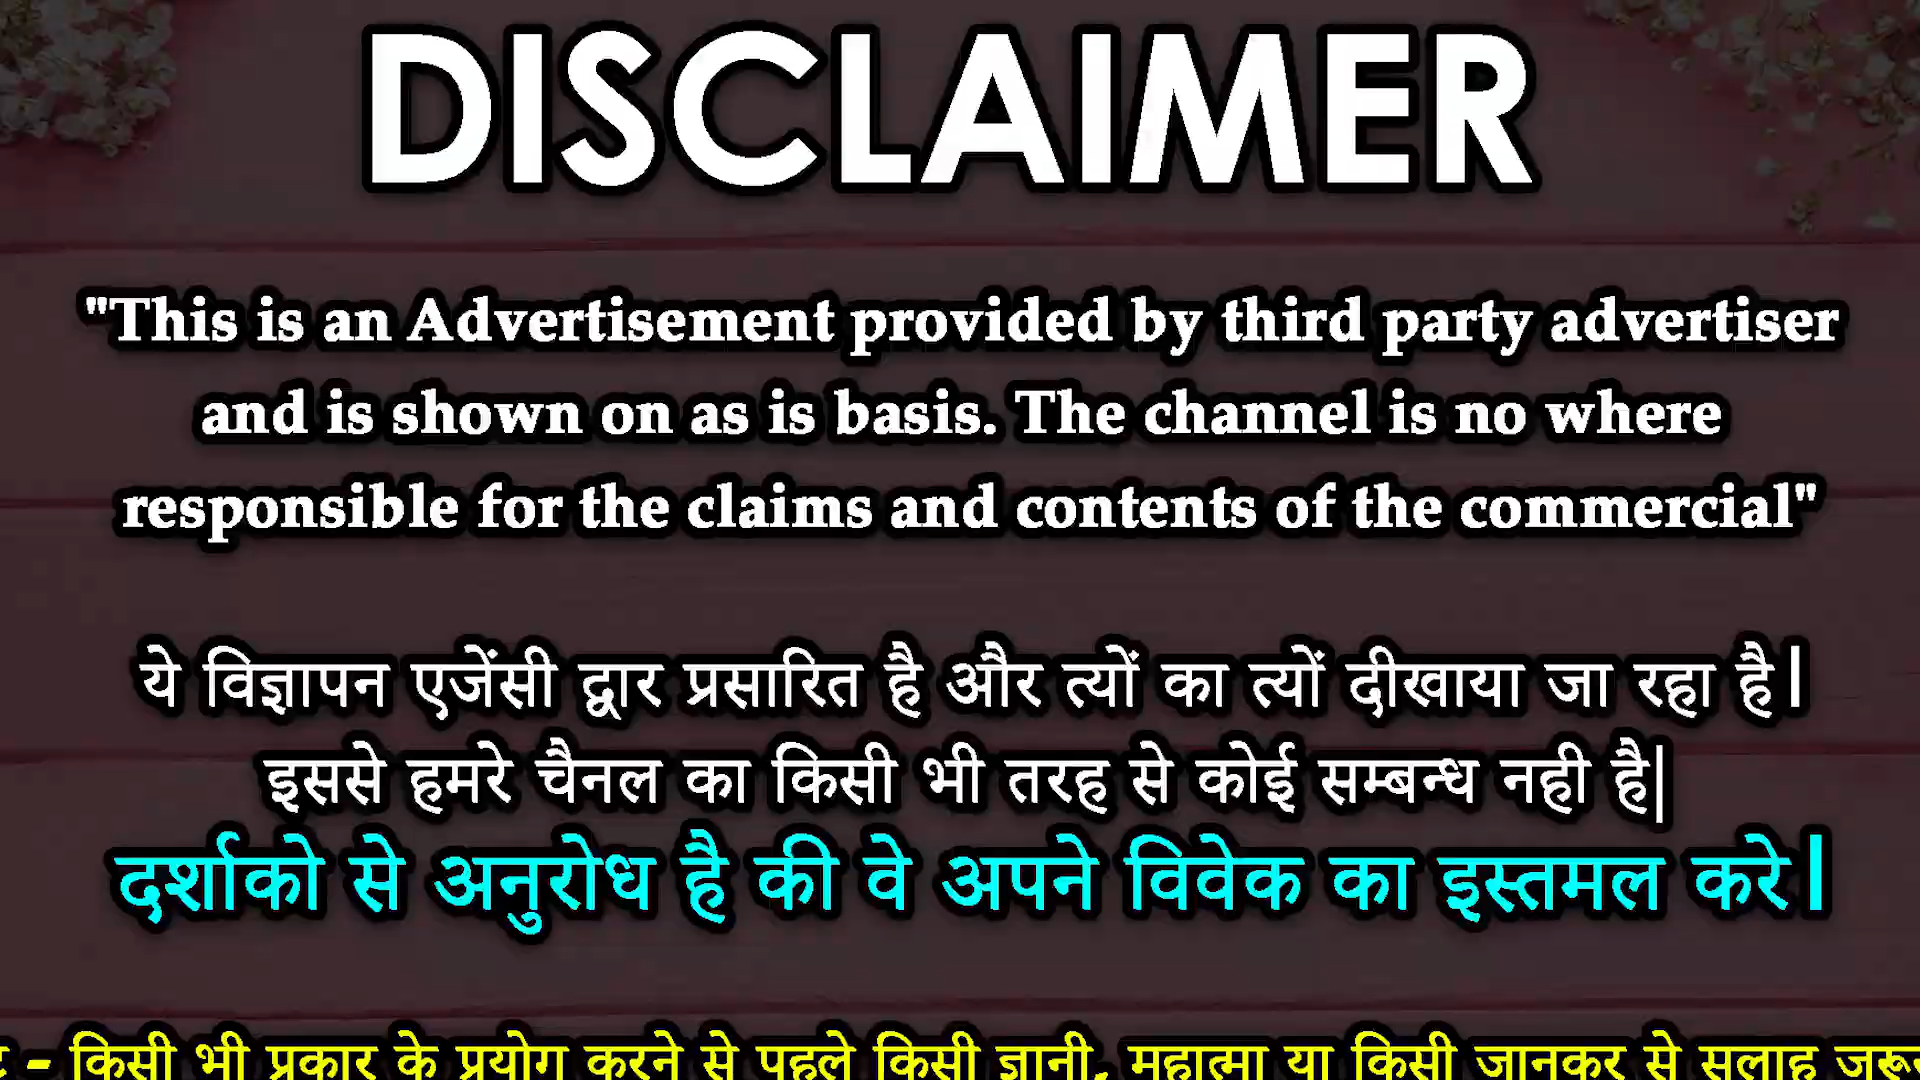 DISCLAIMER
"This is an Advertisement provided by third party advertiser
and is shown on as is basis. The channel is no where
responsible for the claims and contents of the commercial"
ये विज्ञापन एजेंसी द्वार प्रसारित है और त्यों का त्यों दीखाया जा रहा है।
इससे हमरे चैनल का किसी भी तरह से कोई सम्बन्ध नही है|
दर्शाको से अनुरोध है की वे अपने विवेक का इस्तमल करे।
- किसी भी प्रकार के प्रयोग करने से पहले किसी ज्ञानी, महात्मा या किसी जानकर से सलाह